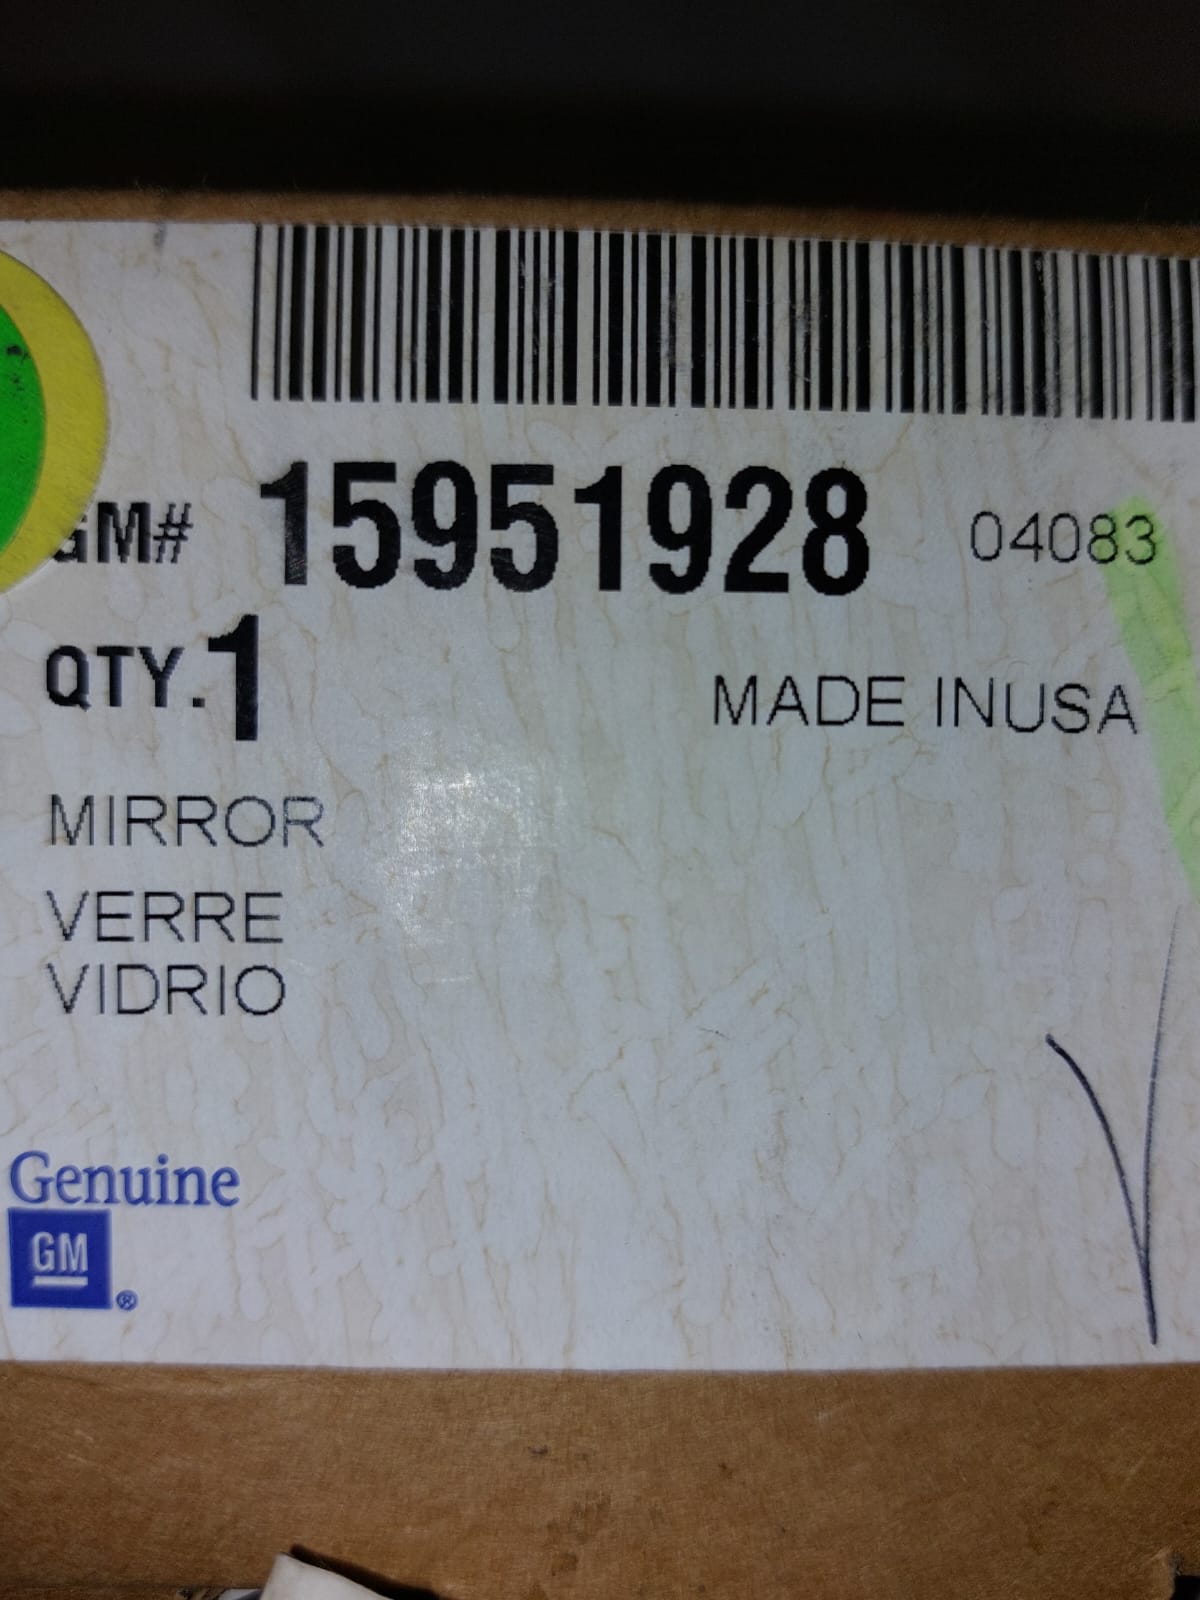 GM# 15951928 04083
QTY.1 MADE INUSA
MIRROR
VERRE
VIDRIO
Genuine
GM
®